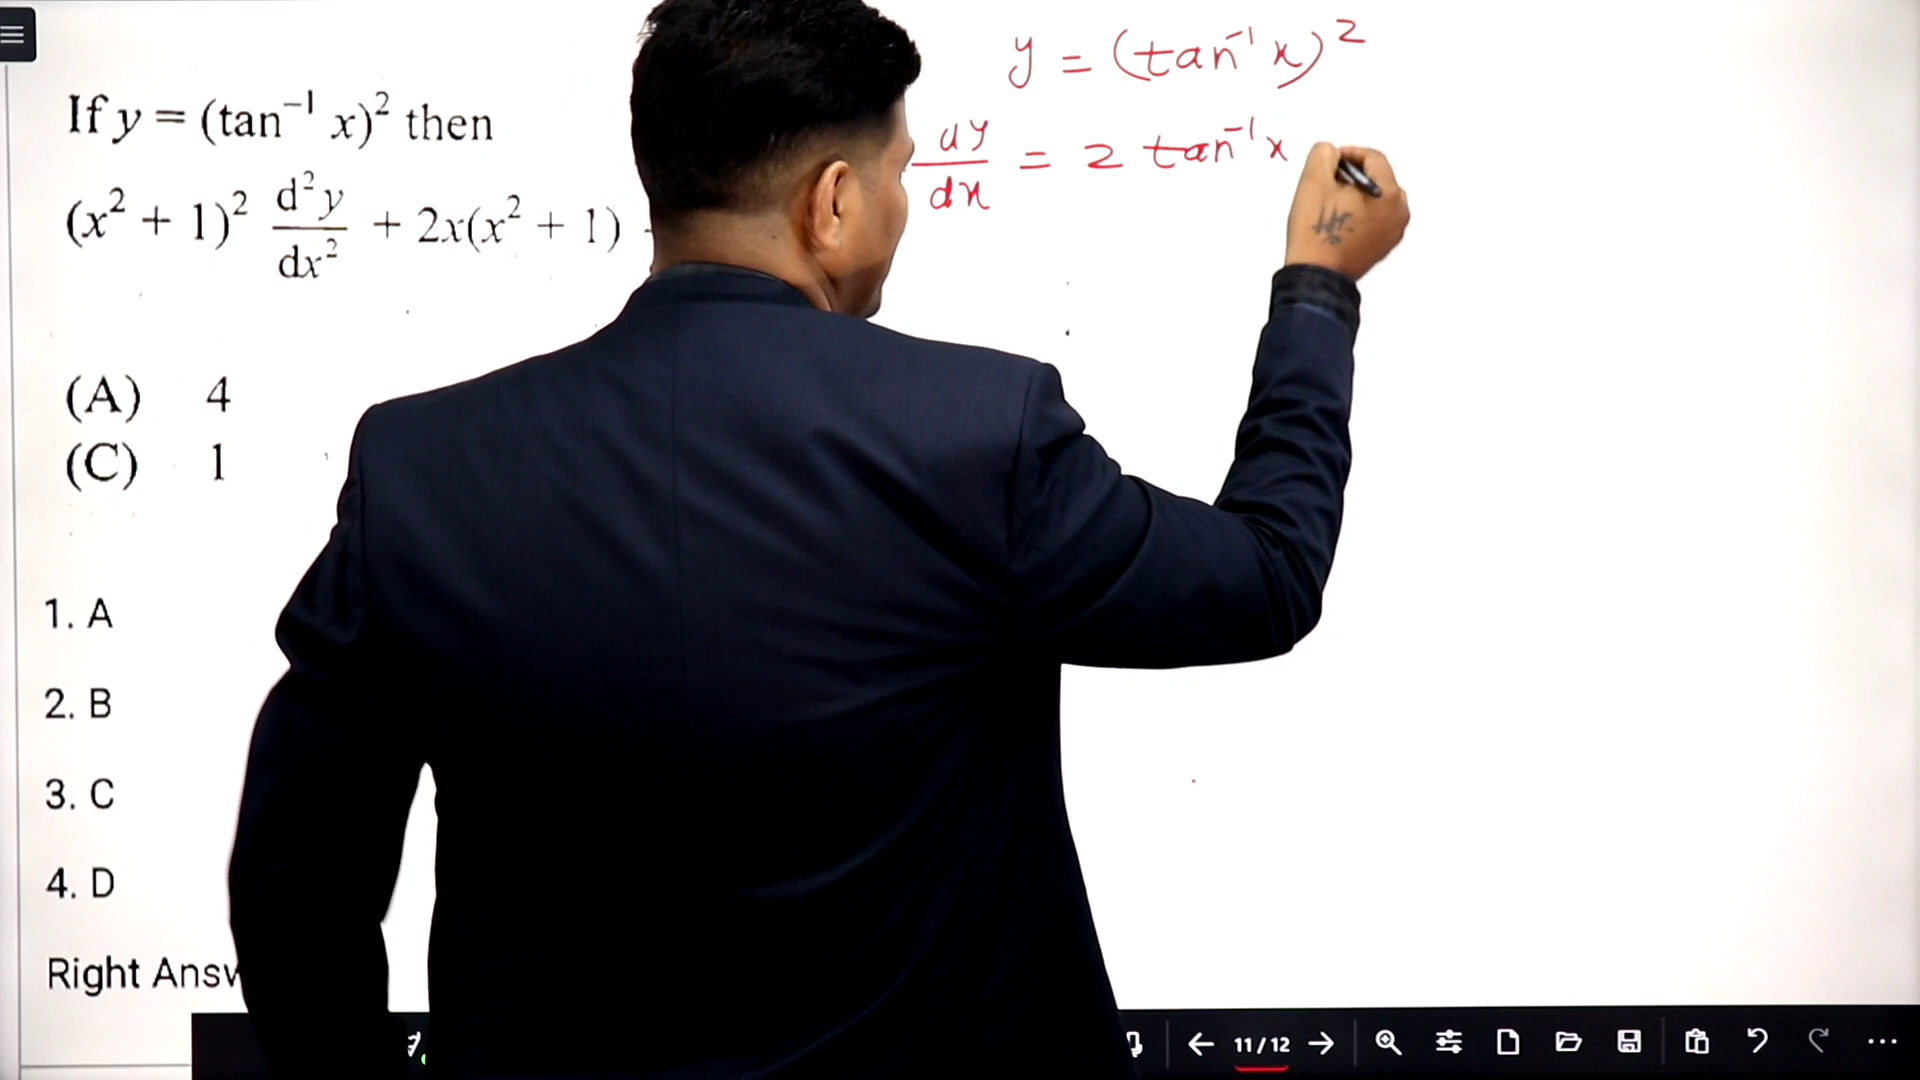 If y = (tan⁻¹ x)² then
(x² + 1)² d²y/dx² + 2x(x² + 1)
(A) 4
(C) 1
1. A
2. B
3. C
4. D
Right
y = (tan⁻¹ x)²
dy/dx = 2 tan⁻¹ x
11 / 12